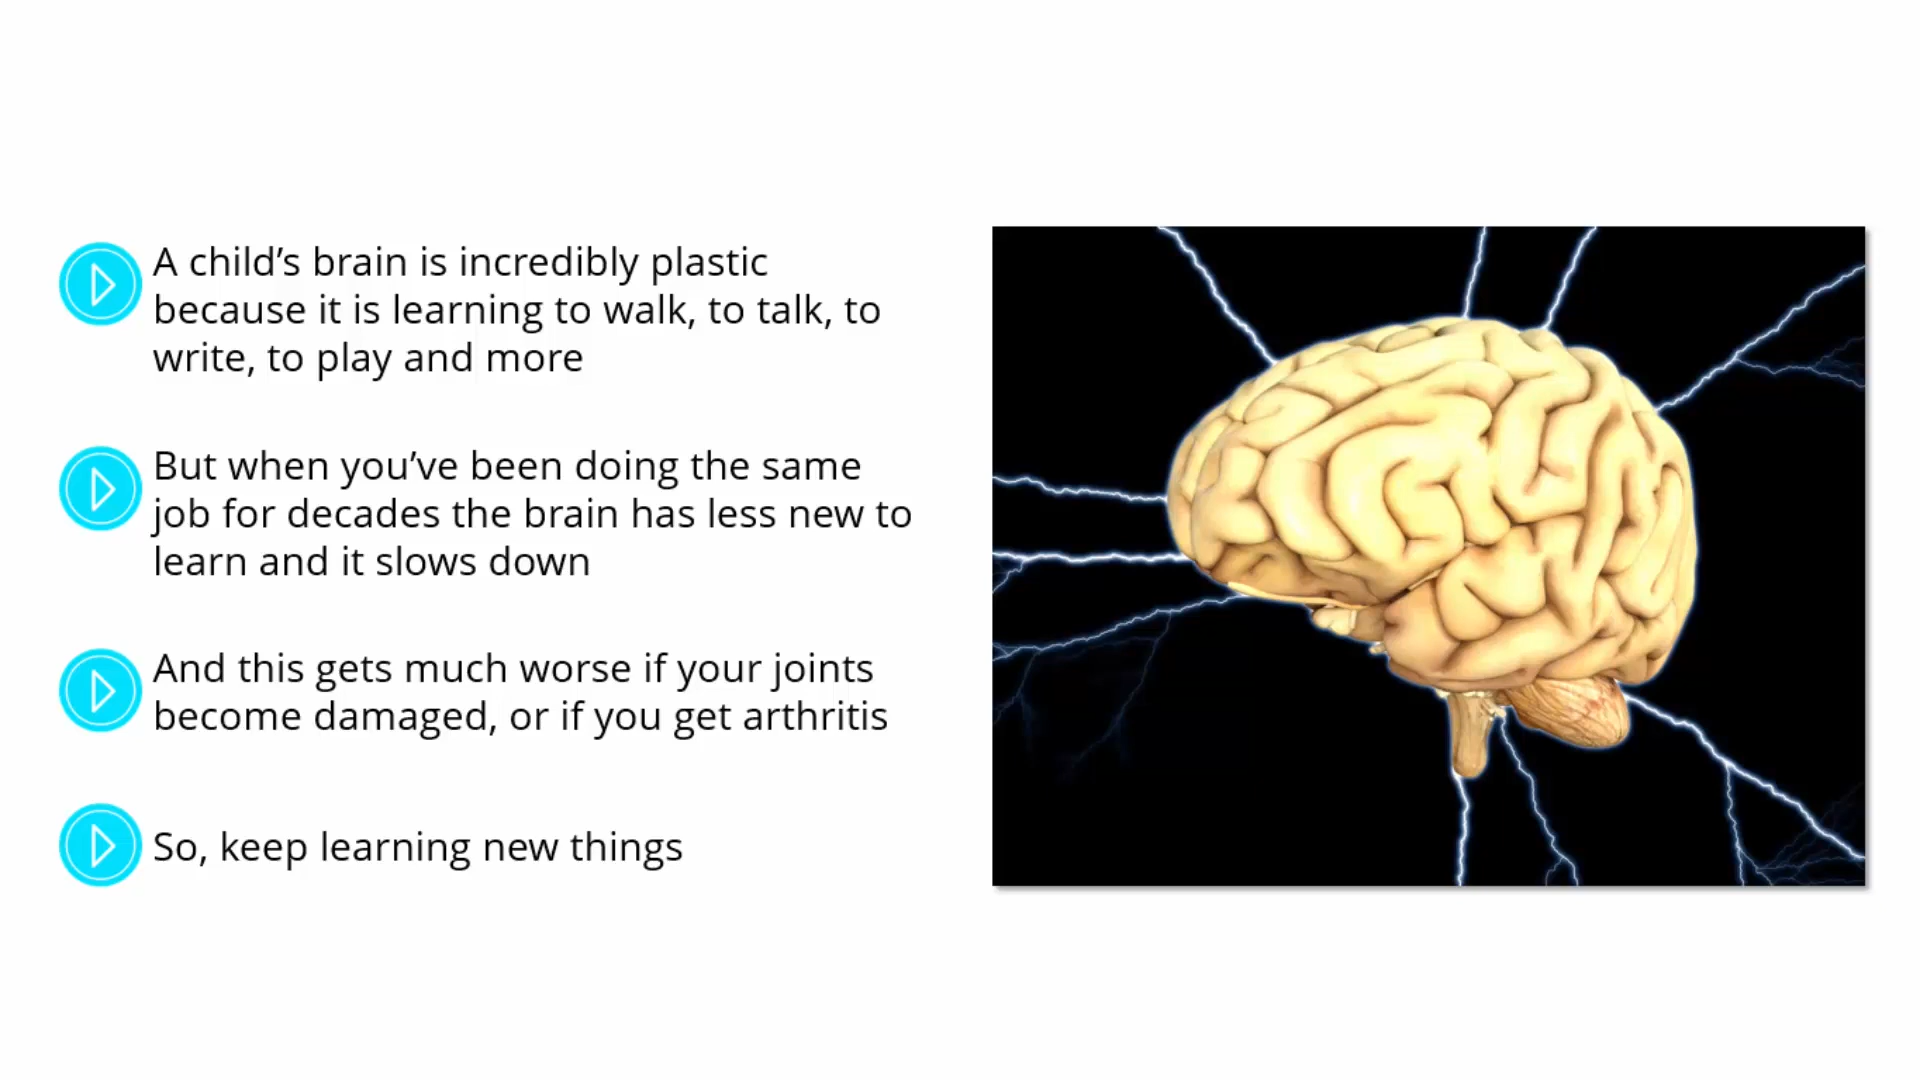 A child’s brain is incredibly plastic
because it is learning to walk, to talk, to
write, to play and more
But when you’ve been doing the same
job for decades the brain has less new to
learn and it slows down
And this gets much worse if your joints
become damaged, or if you get arthritis
So, keep learning new things